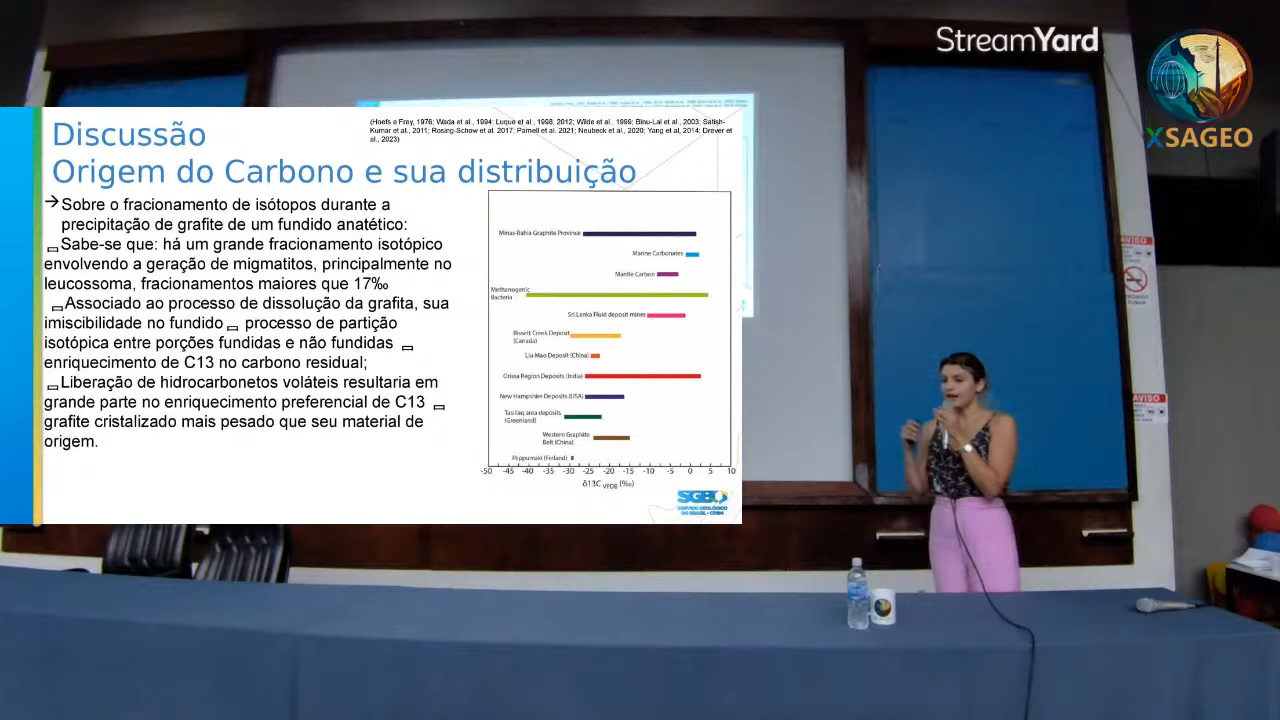 StreamYard
XSAGEO
Discussão
Origem do Carbono e sua distribuição
(Hoefs e Frey, 1976; Wada et al., 1994; Luque et al., 1998, 2012; Wilde et al., 1999; Binu-Lal et al., 2003; Satish-
Kumar et al., 2011; Rosing-Schow et al. 2017; Parnell et al. 2021; Neubeck et al., 2020; Yang et al, 2014; Drever et
al., 2023)
→Sobre o fracionamento de isótopos durante a
precipitação de grafite de um fundido anatético:
Sabe-se que: há um grande fracionamento isotópico
envolvendo a geração de migmatitos, principalmente no
leucossoma, fracionamentos maiores que 17‰
Associado ao processo de dissolução da grafita, sua
imiscibilidade no fundido processo de partição
isotópica entre porções fundidas e não fundidas
enriquecimento de C13 no carbono residual;
Liberação de hidrocarbonetos voláteis resultaria em
grande parte no enriquecimento preferencial de C13
grafite cristalizado mais pesado que seu material de
origem.
Minas-Bahia Graphite Province
Marine Carbonates
Mantle Carbon
Methanogenic
Bacteria
Sri Lanka Fluid deposit mines
Bissett Creek Deposit
(Canada)
Liu Mao Deposit (China)
Orissa Region Deposits (India)
New Hampshire Deposits (USA)
Tasiilaq area deposits
(Greenland)
Western Graphite
Belt (China)
Piippumäki (Finland)
-50 -45 -40 -35 -30 -25 -20 -15 -10 -5 0 5 10
δ13C VPDB (‰)
SGB
SERVIÇO GEOLÓGICO
DO BRASIL - CPRM
AVISO
AVISO